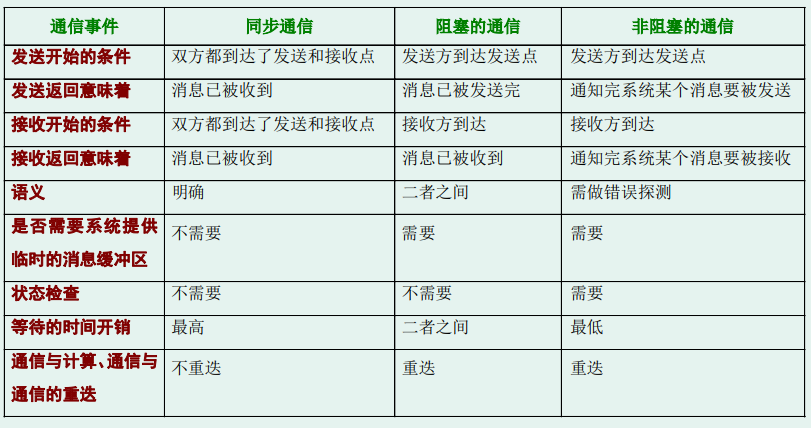 通信事件 同步通信 阻塞的通信 非阻塞的通信
发送开始的条件 双方都到达了发送和接收点 发送方到达发送点 发送方到达发送点
发送返回意味着 消息已被收到 消息已被发送完 通知完系统某个消息要被发送
接收开始的条件 双方都到达了发送和接收点 接收方到达 接收方到达
接收返回意味着 消息已被收到 消息已被收到 通知完系统某个消息要被接收
语义 明确 二者之间 需做错误探测
是否需要系统提供
临时的消息缓冲区 不需要 需要 需要
状态检查 不需要 不需要 需要
等待的时间开销 最高 二者之间 最低
通信与计算、通信与
通信的重迭 不重迭 重迭 重迭